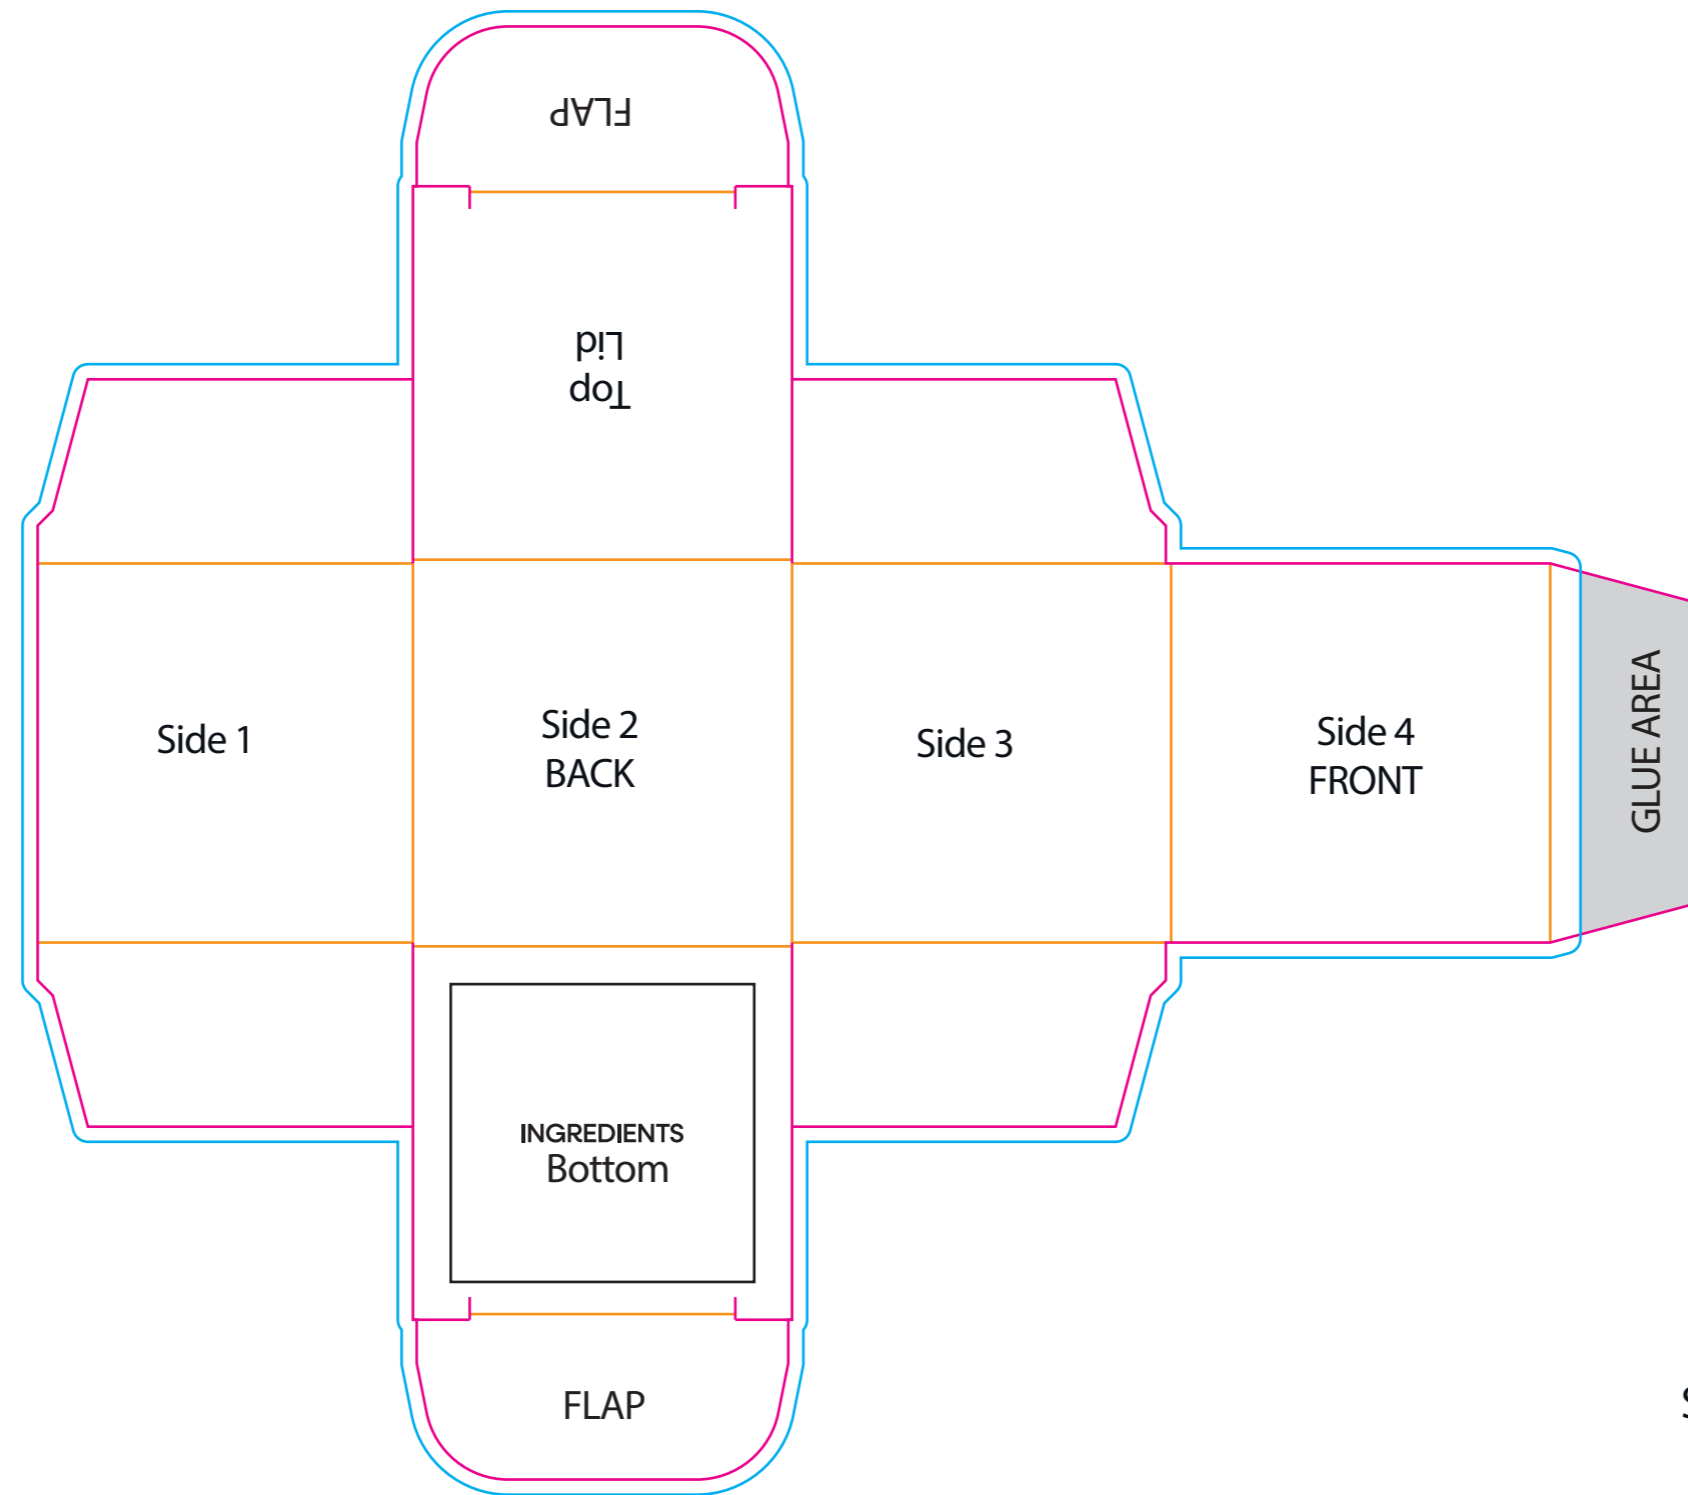 FLAP
Top
Lid
Side 1
Side 2
BACK
Side 3
Side 4
FRONT
GLUE AREA
INGREDIENTS
Bottom
FLAP